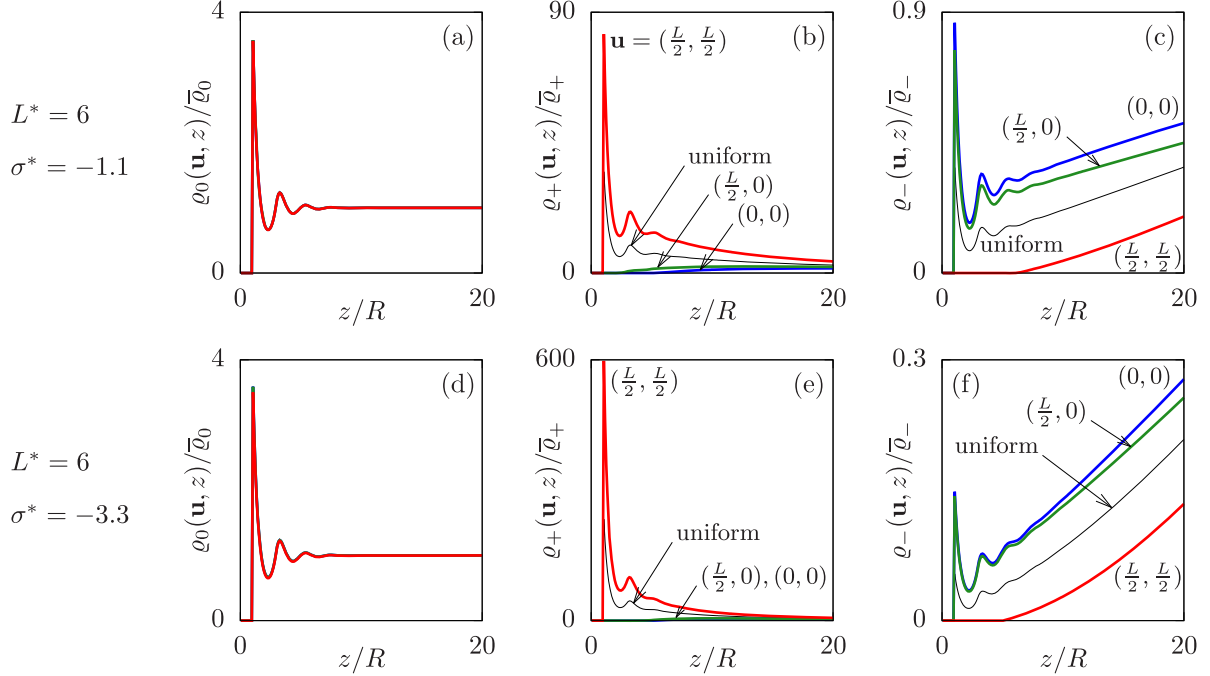 L* = 6
σ* = −1.1
4
0
ϱ₀(u, z)/ϱ̅₀
(a)
0
20
z/R
90
0
ϱ₊(u, z)/ϱ̅₊
u = (L/2, L/2)
(b)
uniform
(L/2, 0)
(0, 0)
0
20
z/R
0.9
0
ϱ₋(u, z)/ϱ̅₋
(c)
(0, 0)
(L/2, 0)
uniform
(L/2, L/2)
0
20
z/R
L* = 6
σ* = −3.3
4
0
ϱ₀(u, z)/ϱ̅₀
(d)
0
20
z/R
600
0
ϱ₊(u, z)/ϱ̅₊
(L/2, L/2)
(e)
uniform
(L/2, 0), (0, 0)
0
20
z/R
0.3
0
ϱ₋(u, z)/ϱ̅₋
(f)
(0, 0)
(L/2, 0)
uniform
(L/2, L/2)
0
20
z/R